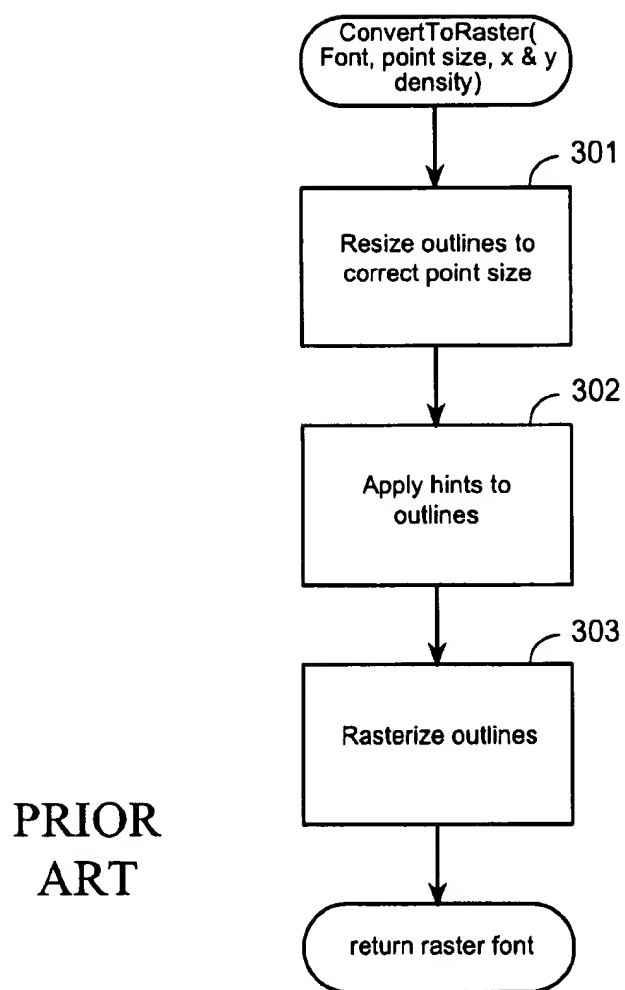 ConvertToRaster(
Font, point size, x & y
density)
301
Resize outlines to
correct point size
302
Apply hints to
outlines
303
Rasterize outlines
PRIOR
ART
return raster font